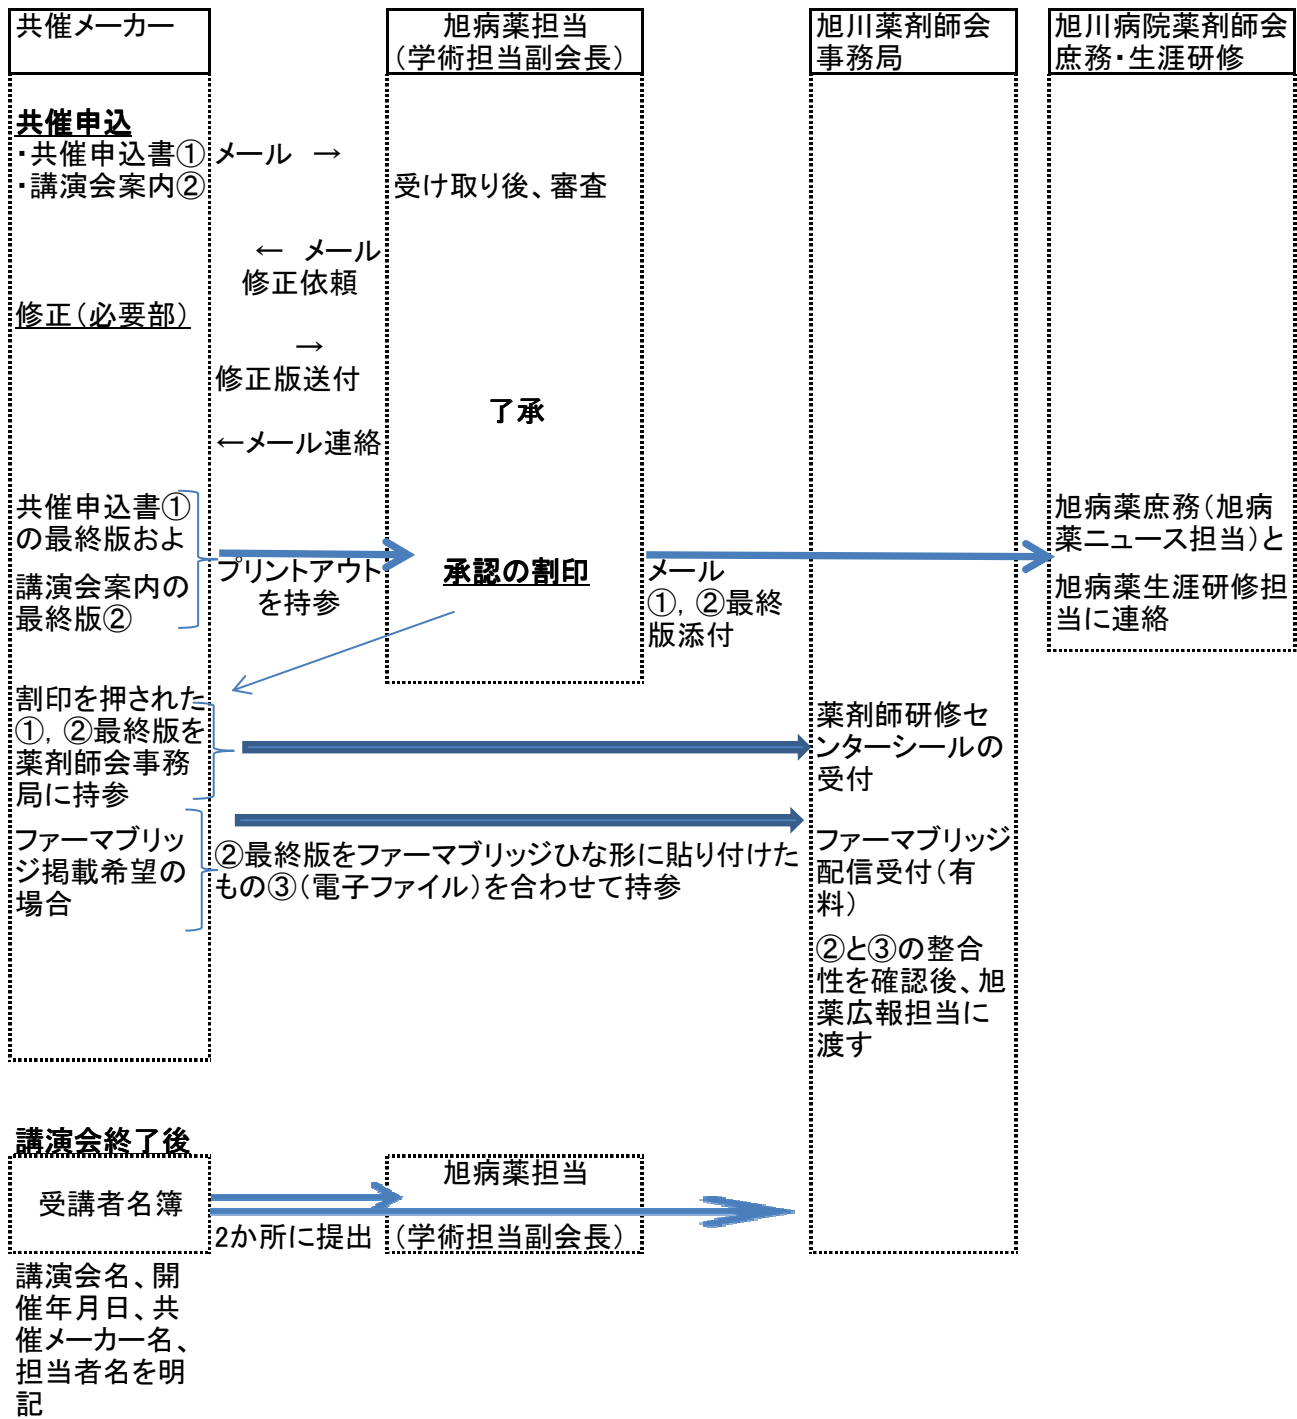 共催メーカー
旭病薬担当
(学術担当副会長)
旭川薬剤師会
事務局
旭川病院薬剤師会
庶務・生涯研修
共催申込
・共催申込書① メール →
・講演会案内②
受け取り後、審査
← メール
修正依頼
修正(必要部)
→
修正版送付
了承
←メール連絡
共催申込書①
の最終版およ
講演会案内の
最終版②
プリントアウト
を持参
承認の割印
メール
①, ②最終
版添付
旭病薬庶務(旭病
薬ニュース担当)と
旭病薬生涯研修担
当に連絡
割印を押された
①, ②最終版を
薬剤師会事務
局に持参
薬剤師研修セ
ンターシールの
受付
ファーマブリッ
ジ掲載希望の
場合
②最終版をファーマブリッジひな形に貼り付けた
もの③(電子ファイル)を合わせて持参
ファーマブリッジ
配信受付(有
料)
②と③の整合
性を確認後、旭
薬広報担当に
渡す
講演会終了後
受講者名簿
2か所に提出
旭病薬担当
(学術担当副会長)
講演会名、開
催年月日、共
催メーカー名、
担当者名を明
記